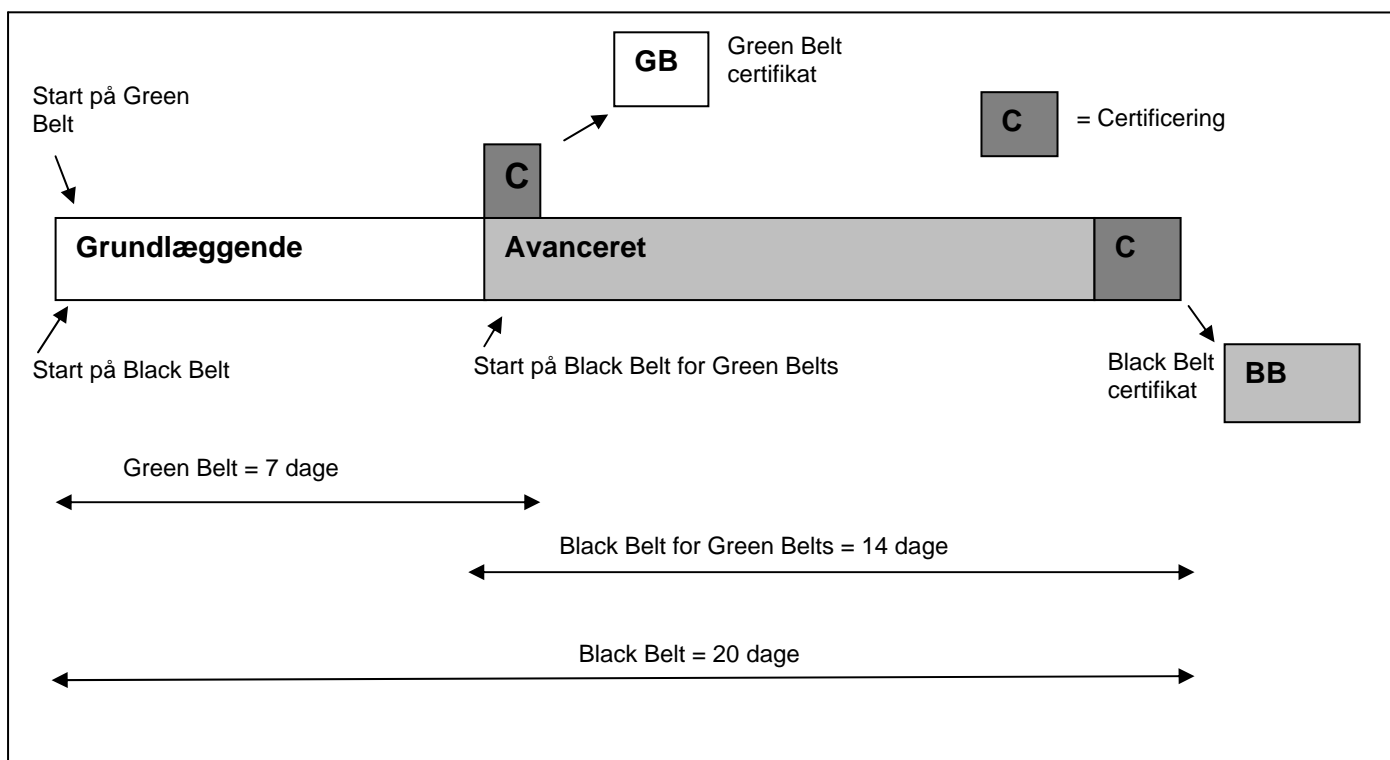 GB
Green Belt
certifikat
Start på Green
Belt
C
= Certificering
C
Grundlæggende
Avanceret
C
Start på Black Belt
Start på Black Belt for Green Belts
Black Belt
certifikat
BB
Green Belt = 7 dage
Black Belt for Green Belts = 14 dage
Black Belt = 20 dage